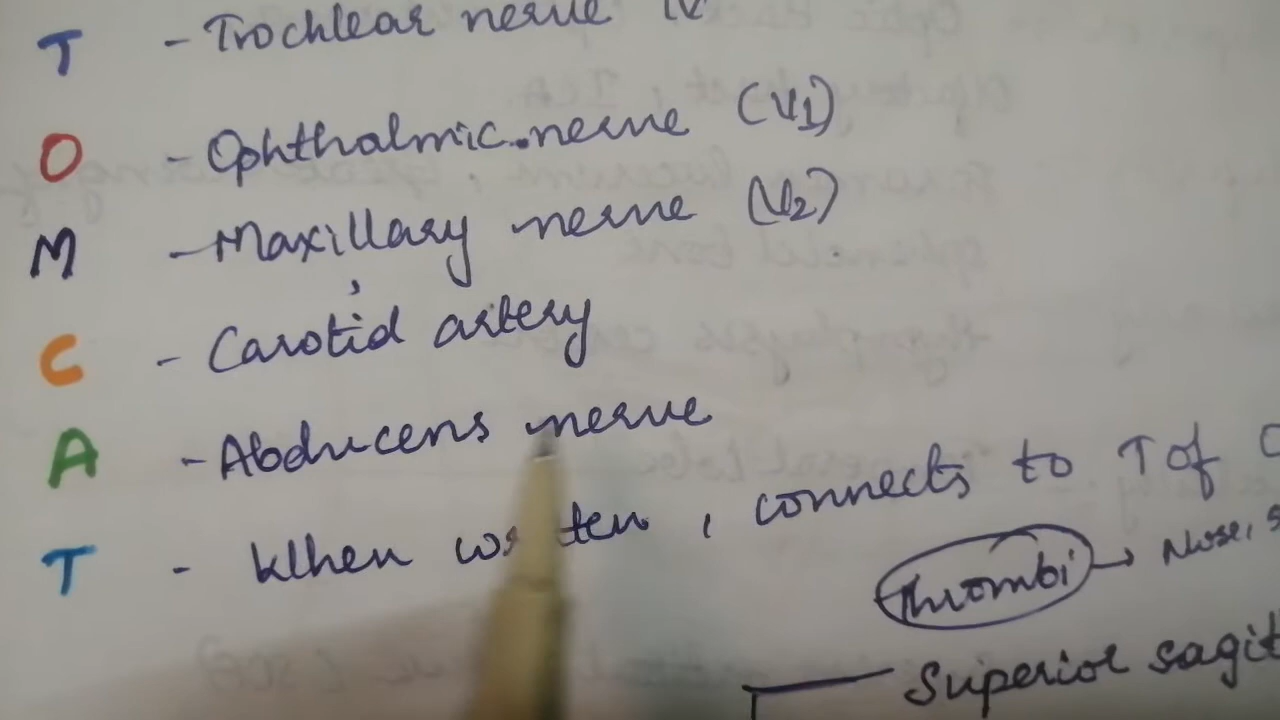 T - Trochlear nerve
O - Ophthalmic nerve (V1)
M - Maxillary nerve (V2)
C - Carotid artery
A - Abducens nerve
T - When written, connects to T of
Thrombi → Nose,
Superior sagit